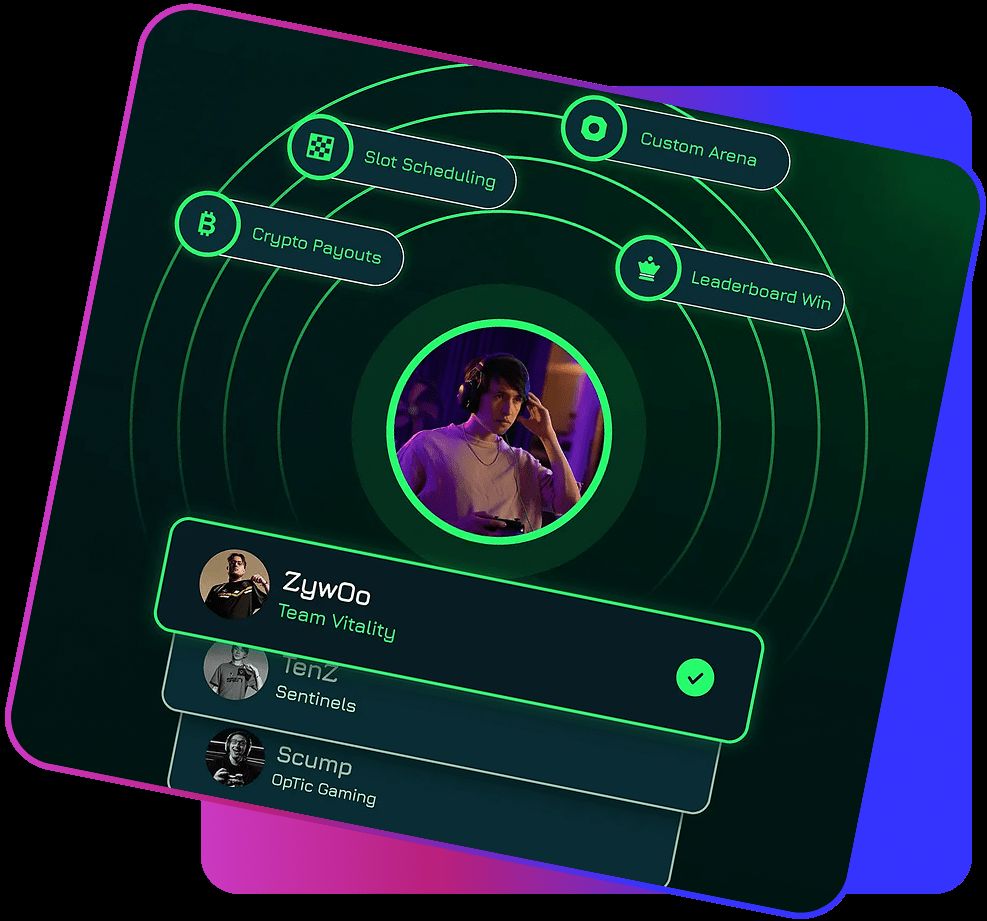 Custom Arena
Slot Scheduling
Crypto Payouts
Leaderboard Win
ZywOo
Team Vitality
TenZ
Sentinels
Scump
OpTic Gaming